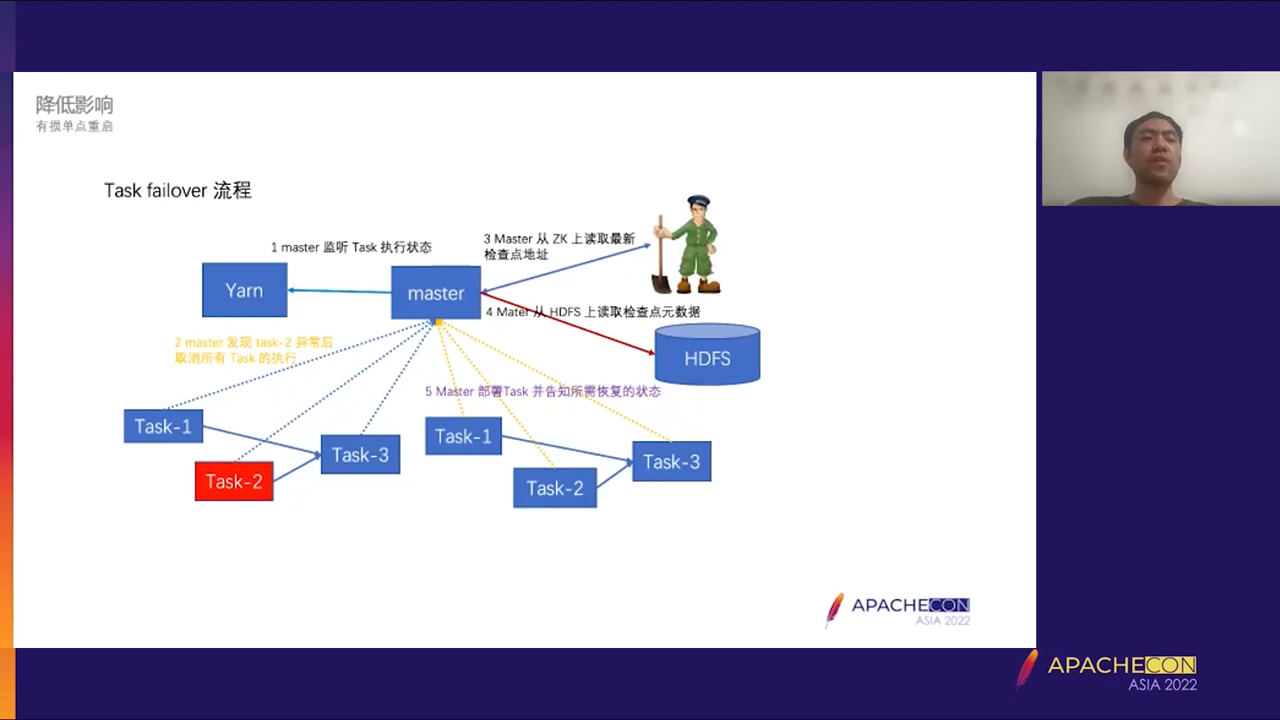 降低影响
有损单点重启
Task failover 流程
1 master 监听 Task 执行状态
3 Master 从 ZK 上读取最新
检查点地址
Yarn
master
4 Mater 从 HDFS 上读取检查点元数据
HDFS
2 master 发现 task-2 异常后
取消所有 Task 的执行
5 Master 部署Task 并告知所需恢复的状态
Task-1
Task-2
Task-3
Task-1
Task-2
Task-3
APACHECON
ASIA 2022
APACHECON
ASIA 2022